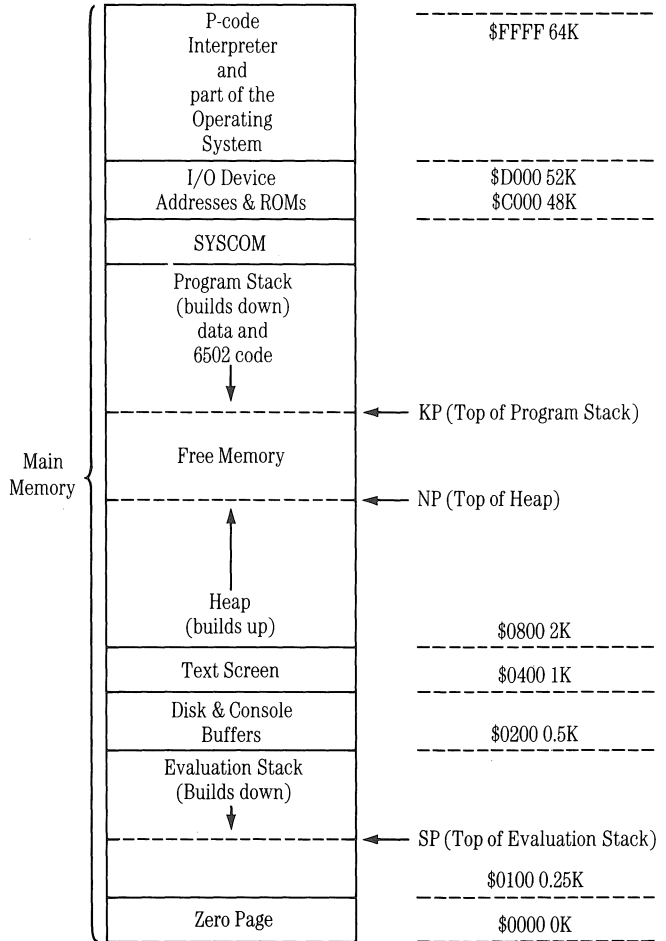 P-code
Interpreter
and
part of the
Operating
System
$FFFF 64K
I/O Device
Addresses & ROMs
$D000 52K
$C000 48K
SYSCOM
Program Stack
(builds down)
data and
6502 code
KP (Top of Program Stack)
Main
Memory
Free Memory
NP (Top of Heap)
Heap
(builds up)
$0800 2K
Text Screen
$0400 1K
Disk & Console
Buffers
$0200 0.5K
Evaluation Stack
(Builds down)
SP (Top of Evaluation Stack)
$0100 0.25K
Zero Page
$0000 0K